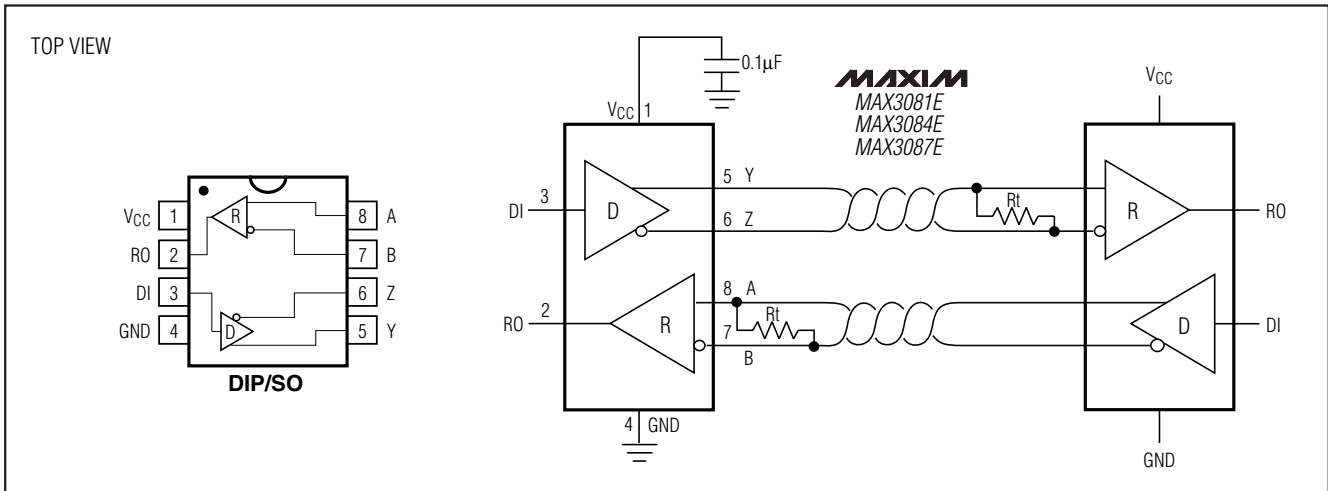 TOP VIEW
VCC 1
RO 2
DI 3
GND 4
8 A
7 B
6 Z
5 Y
R
D
DIP/SO
0.1µF
VCC 1
MAXIM
MAX3081E
MAX3084E
MAX3087E
VCC
DI 3
D
5 Y
6 Z
Rt
R
RO
RO 2
R
8 A
7
B
Rt
D
DI
4 GND
GND